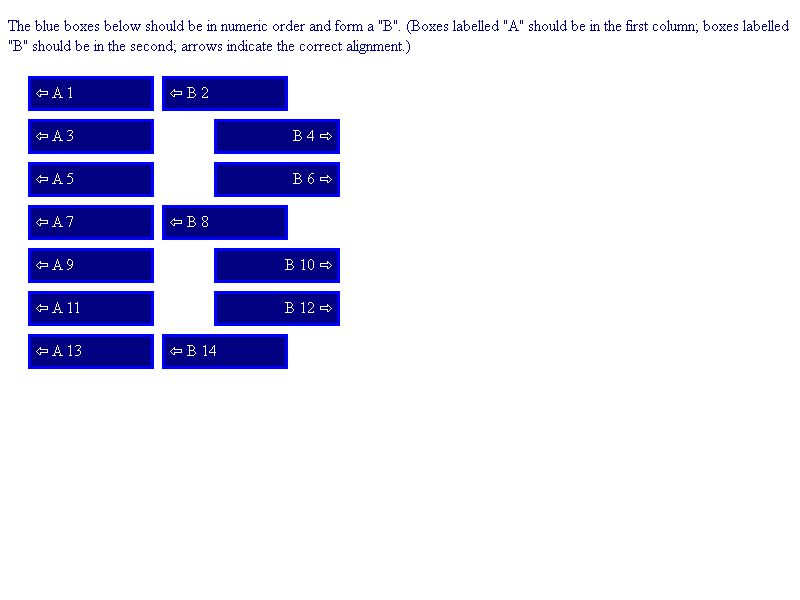 The blue boxes below should be in numeric order and form a "B". (Boxes labelled "A" should be in the first column; boxes labelled
"B" should be in the second; arrows indicate the correct alignment.)
⇦ A 1 ⇦ B 2
⇦ A 3 B 4 ⇨
⇦ A 5 B 6 ⇨
⇦ A 7 ⇦ B 8
⇦ A 9 B 10 ⇨
⇦ A 11 B 12 ⇨
⇦ A 13 ⇦ B 14